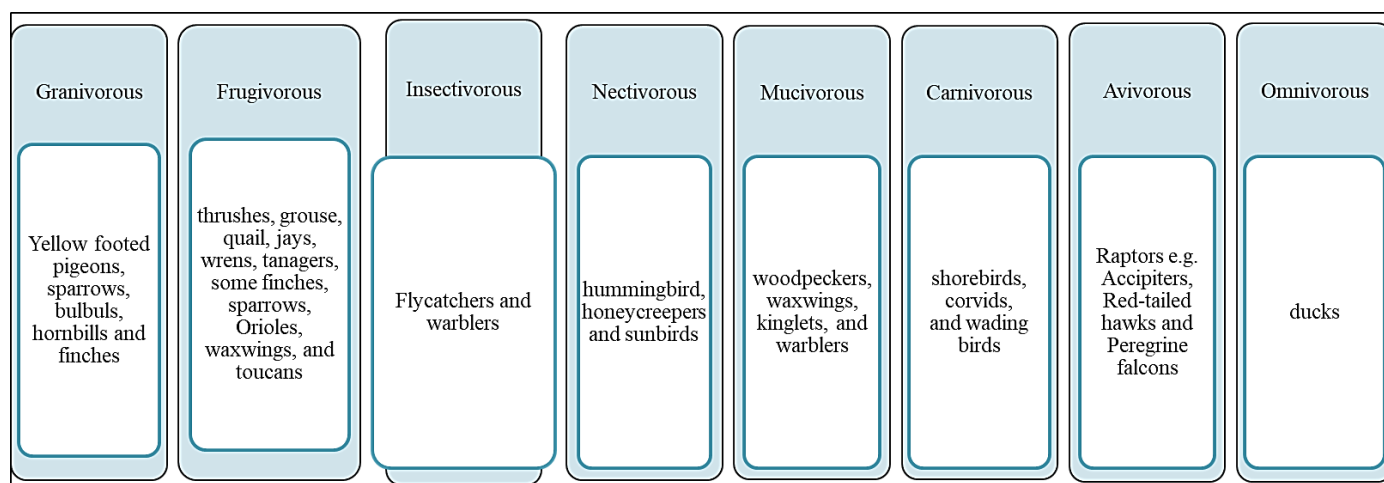 Granivorous
Yellow footed
pigeons,
sparrows,
bulbuls,
hornbills and
finches
Frugivorous
thrushes, grouse,
quail, jays,
wrens, tanagers,
some finches,
sparrows,
Orioles,
waxwings, and
toucans
Insectivorous
Flycatchers and
warblers
Nectivorous
hummingbird,
honeycreepers
and sunbirds
Mucivorous
woodpeckers,
waxwings,
kinglets, and
warblers
Carnivorous
shorebirds,
corvids,
and wading
birds
Avivorous
Raptors e.g.
Accipiters,
Red-tailed
hawks and
Peregrine
falcons
Omnivorous
ducks